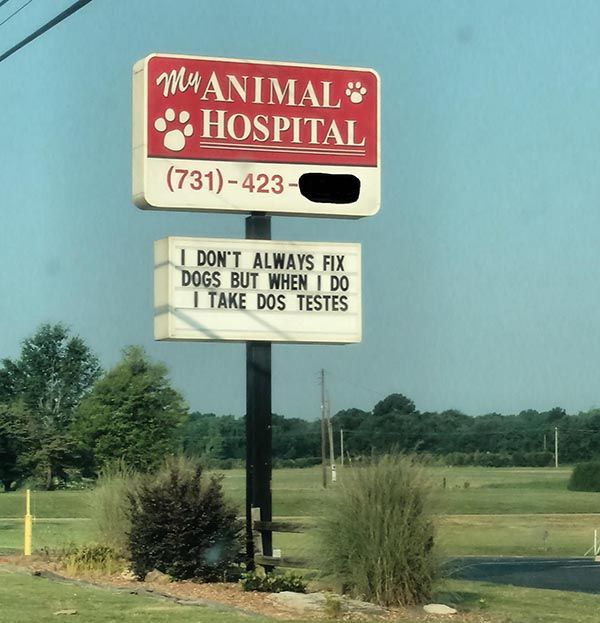 My ANIMAL
HOSPITAL
(731)-423-
I DON'T ALWAYS FIX
DOGS BUT WHEN I DO
I TAKE DOS TESTES